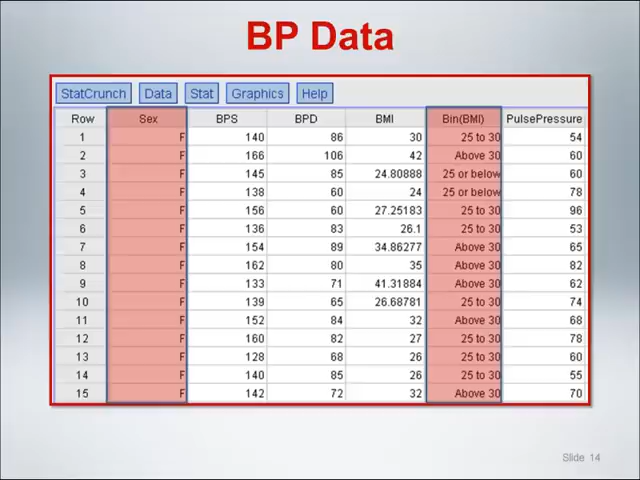 BP Data
StatCrunch Data Stat Graphics Help
Row Sex BPS BPD BMI Bin(BMI) PulsePressure
1 F 140 86 30 25 to 30 54
2 F 166 106 42 Above 30 60
3 F 145 85 24.80888 25 or below 60
4 F 138 60 24 25 or below 78
5 F 156 60 27.25183 25 to 30 96
6 F 136 83 26.1 25 to 30 53
7 F 154 89 34.86277 Above 30 65
8 F 162 80 35 Above 30 82
9 F 133 71 41.31884 Above 30 62
10 F 139 65 26.68781 25 to 30 74
11 F 152 84 32 Above 30 68
12 F 160 82 27 25 to 30 78
13 F 128 68 26 25 to 30 60
14 F 140 85 26 25 to 30 55
15 F 142 72 32 Above 30 70
Slide 14